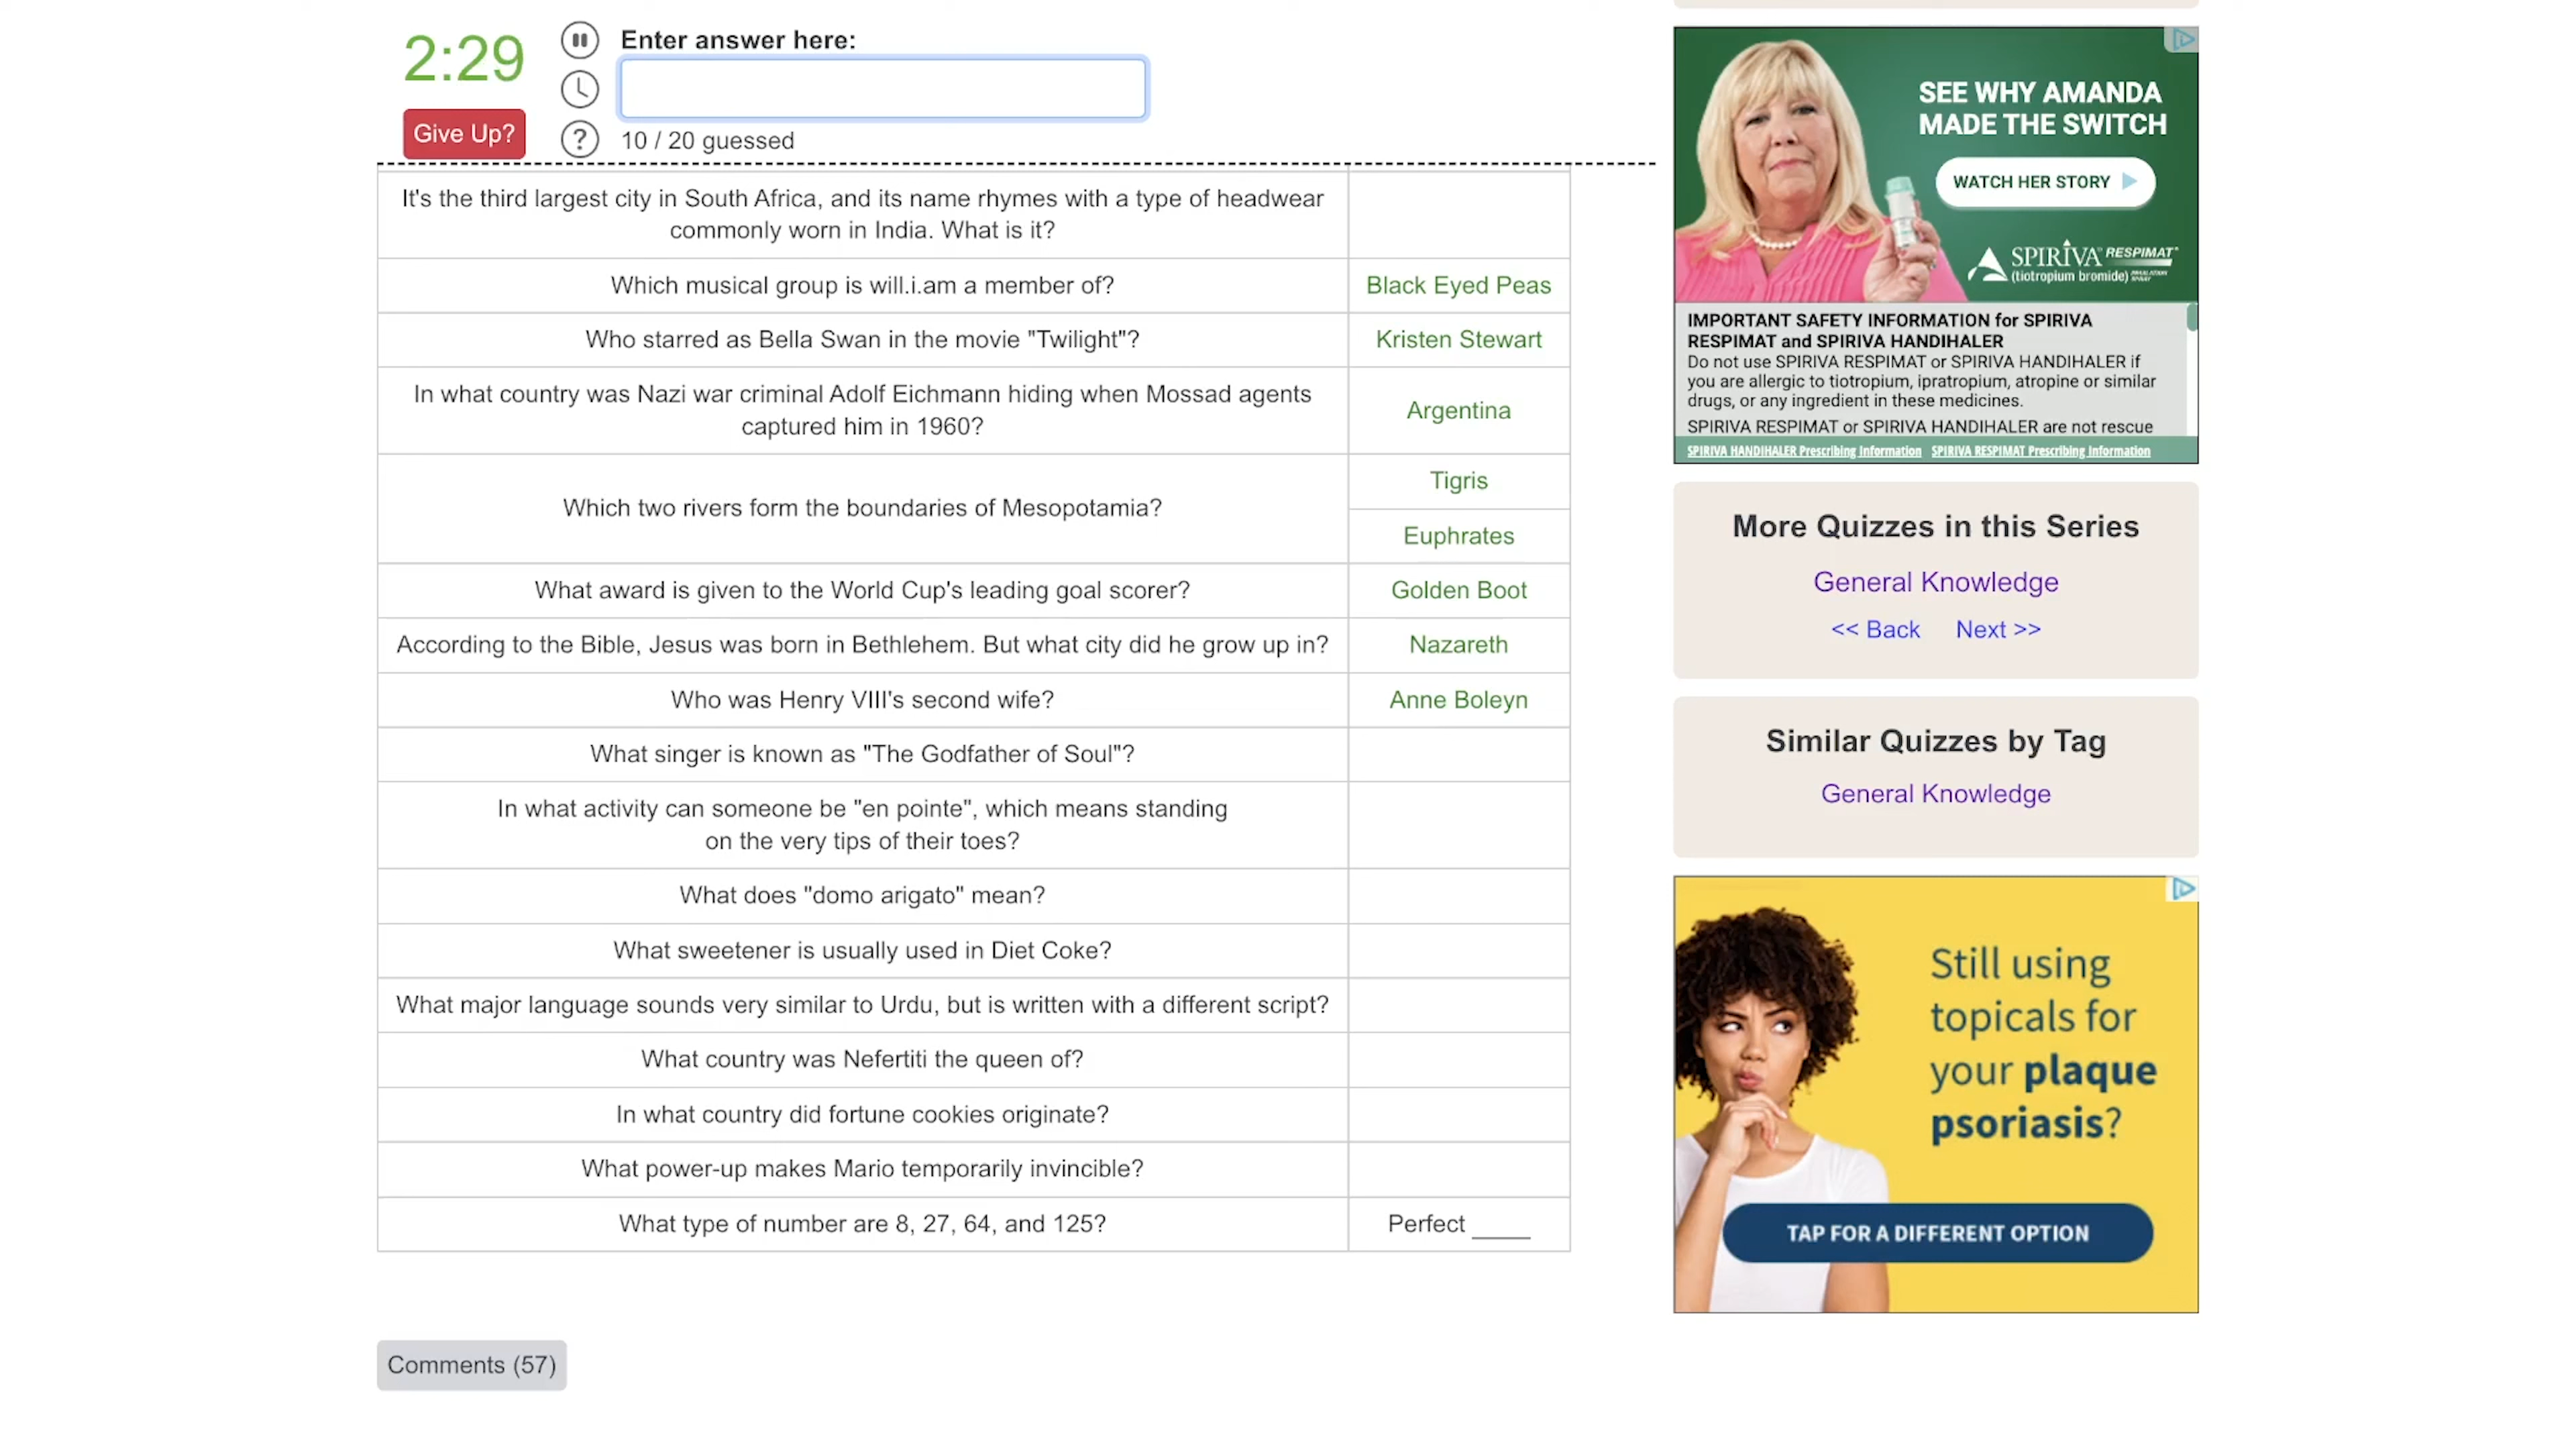 2:29
Give Up?
Enter answer here:
10 / 20 guessed
It's the third largest city in South Africa, and its name rhymes with a type of headwear
commonly worn in India. What is it?
Which musical group is will.i.am a member of?
Black Eyed Peas
Who starred as Bella Swan in the movie "Twilight"?
Kristen Stewart
In what country was Nazi war criminal Adolf Eichmann hiding when Mossad agents
captured him in 1960?
Argentina
Which two rivers form the boundaries of Mesopotamia?
Tigris
Euphrates
What award is given to the World Cup's leading goal scorer?
Golden Boot
According to the Bible, Jesus was born in Bethlehem. But what city did he grow up in?
Nazareth
Who was Henry VIII's second wife?
Anne Boleyn
What singer is known as "The Godfather of Soul"?
In what activity can someone be "en pointe", which means standing
on the very tips of their toes?
What does "domo arigato" mean?
What sweetener is usually used in Diet Coke?
What major language sounds very similar to Urdu, but is written with a different script?
What country was Nefertiti the queen of?
In what country did fortune cookies originate?
What power-up makes Mario temporarily invincible?
What type of number are 8, 27, 64, and 125?
Perfect ____
Comments (57)
SEE WHY AMANDA
MADE THE SWITCH
WATCH HER STORY
SPIRIVA RESPIMAT
(tiotropium bromide)
IMPORTANT SAFETY INFORMATION for SPIRIVA
RESPIMAT and SPIRIVA HANDIHALER
Do not use SPIRIVA RESPIMAT or SPIRIVA HANDIHALER if
you are allergic to tiotropium, ipratropium, atropine or similar
drugs, or any ingredient in these medicines.
SPIRIVA RESPIMAT or SPIRIVA HANDIHALER are not rescue
SPIRIVA HANDIHALER Prescribing Information SPIRIVA RESPIMAT Prescribing Information
More Quizzes in this Series
General Knowledge
<< Back Next >>
Similar Quizzes by Tag
General Knowledge
Still using
topicals for
your plaque
psoriasis?
TAP FOR A DIFFERENT OPTION